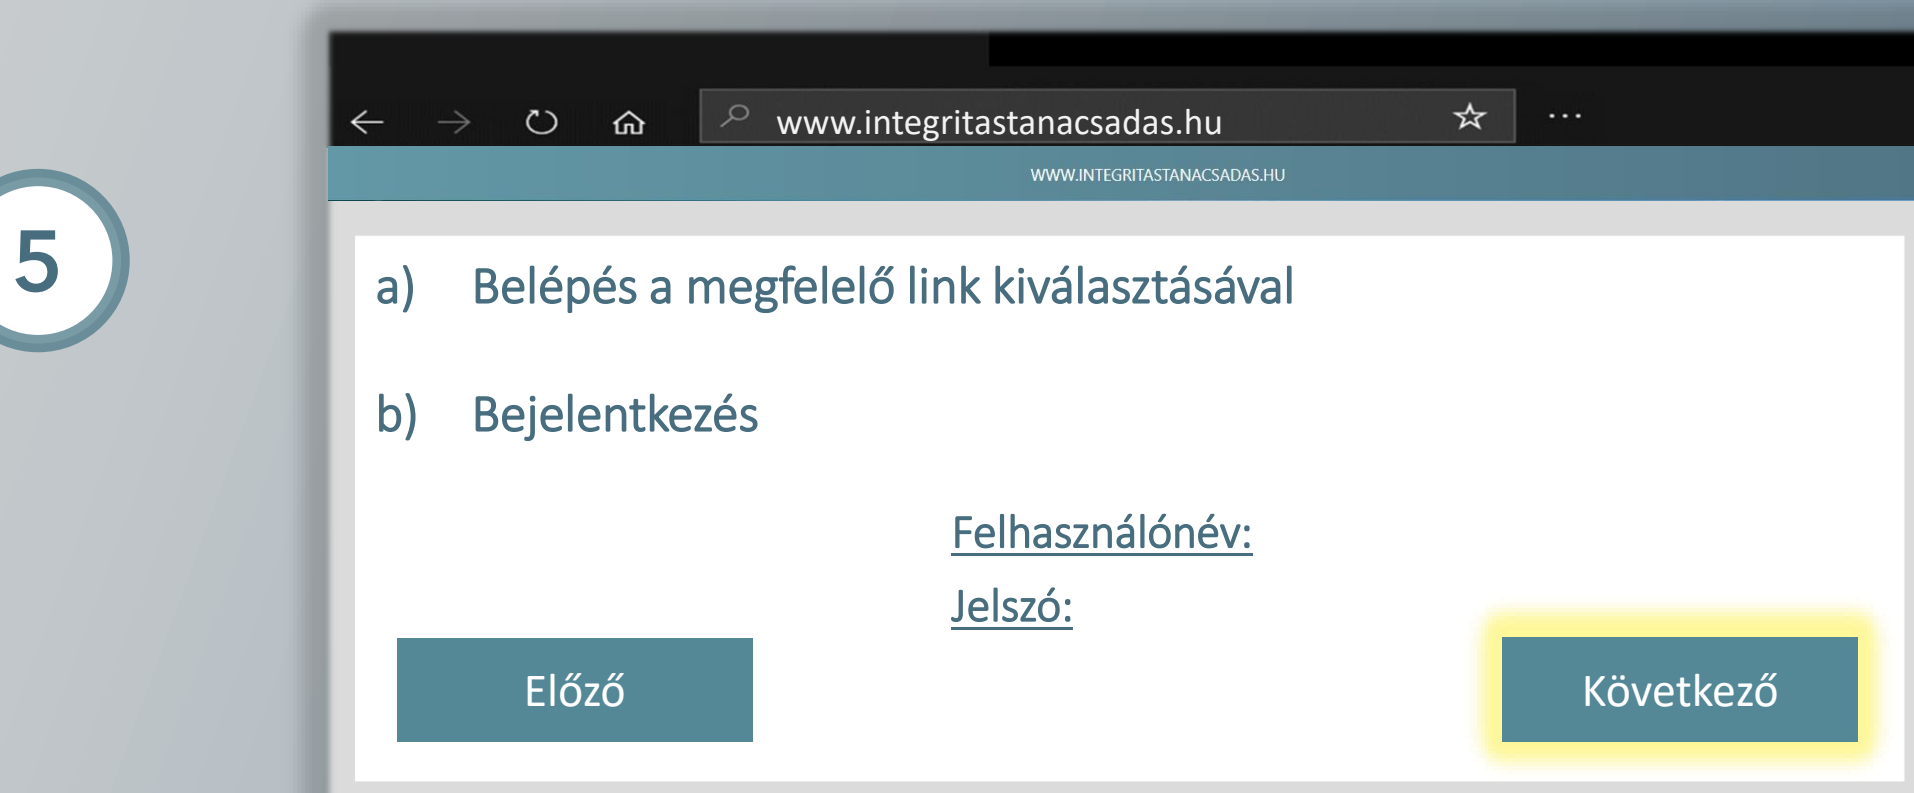 www.integritastanacsadas.hu
WWW.INTEGRITASTANACSADAS.HU
5
a) Belépés a megfelelő link kiválasztásával
b) Bejelentkezés
Felhasználónév:
Jelszó:
Előző
Következő